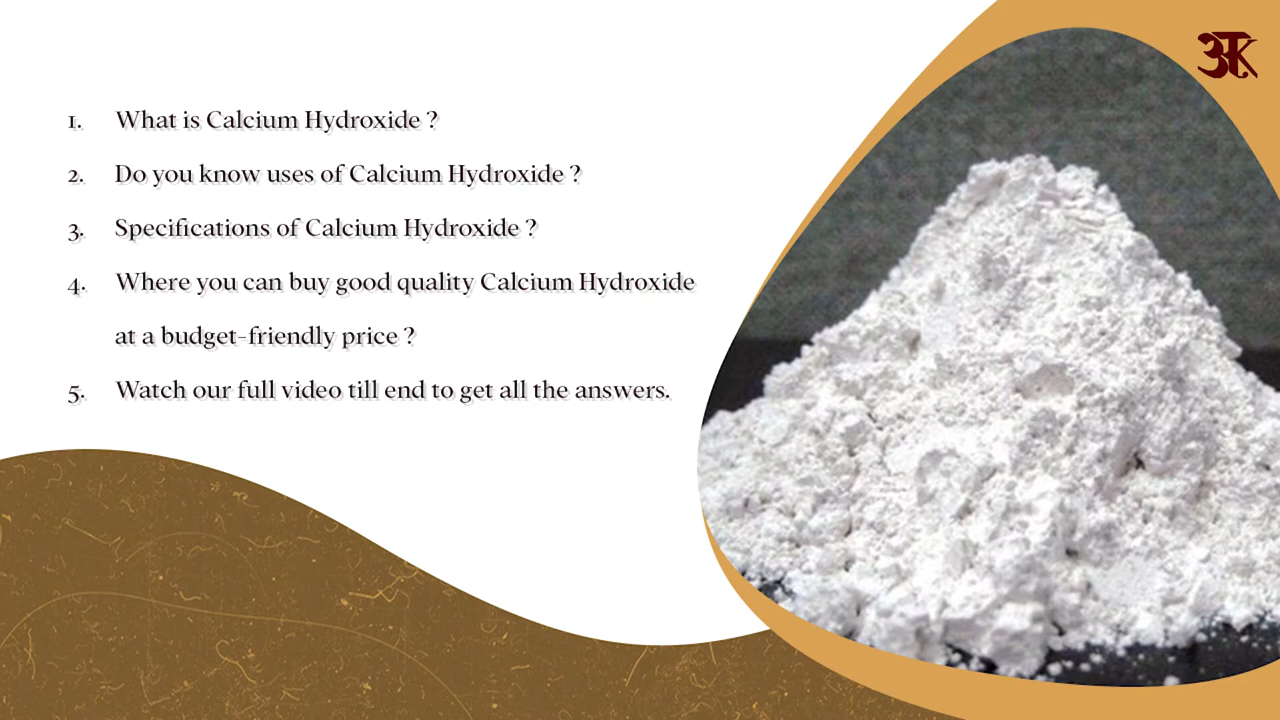 1. What is Calcium Hydroxide ?
2. Do you know uses of Calcium Hydroxide ?
3. Specifications of Calcium Hydroxide ?
4. Where you can buy good quality Calcium Hydroxide
at a budget-friendly price ?
5. Watch our full video till end to get all the answers.